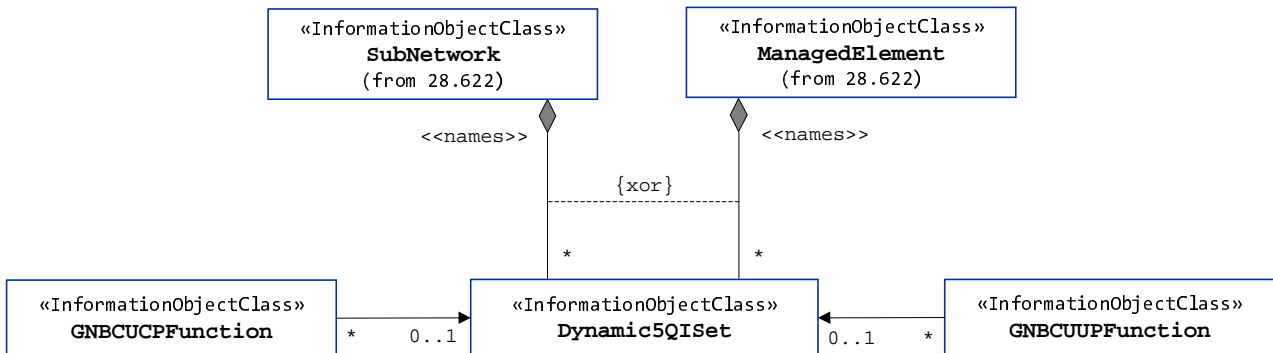 «InformationObjectClass»
SubNetwork
(from 28.622)
«InformationObjectClass»
ManagedElement
(from 28.622)
<<names>>
<<names>>
{xor}
*
*
«InformationObjectClass»
GNBCUCPFunction
*
0..1
«InformationObjectClass»
Dynamic5QISet
0..1
*
«InformationObjectClass»
GNBCUUPFunction